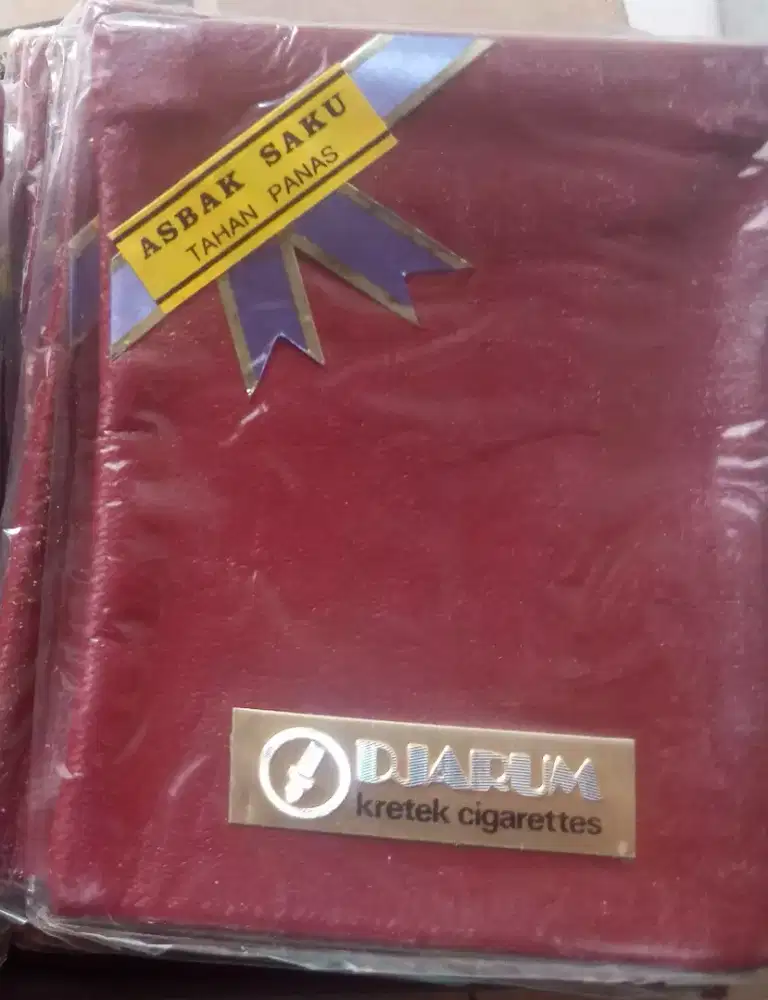 ASBAK SAKU
TAHAN PANAS
DJARUM
kretek cigarettes